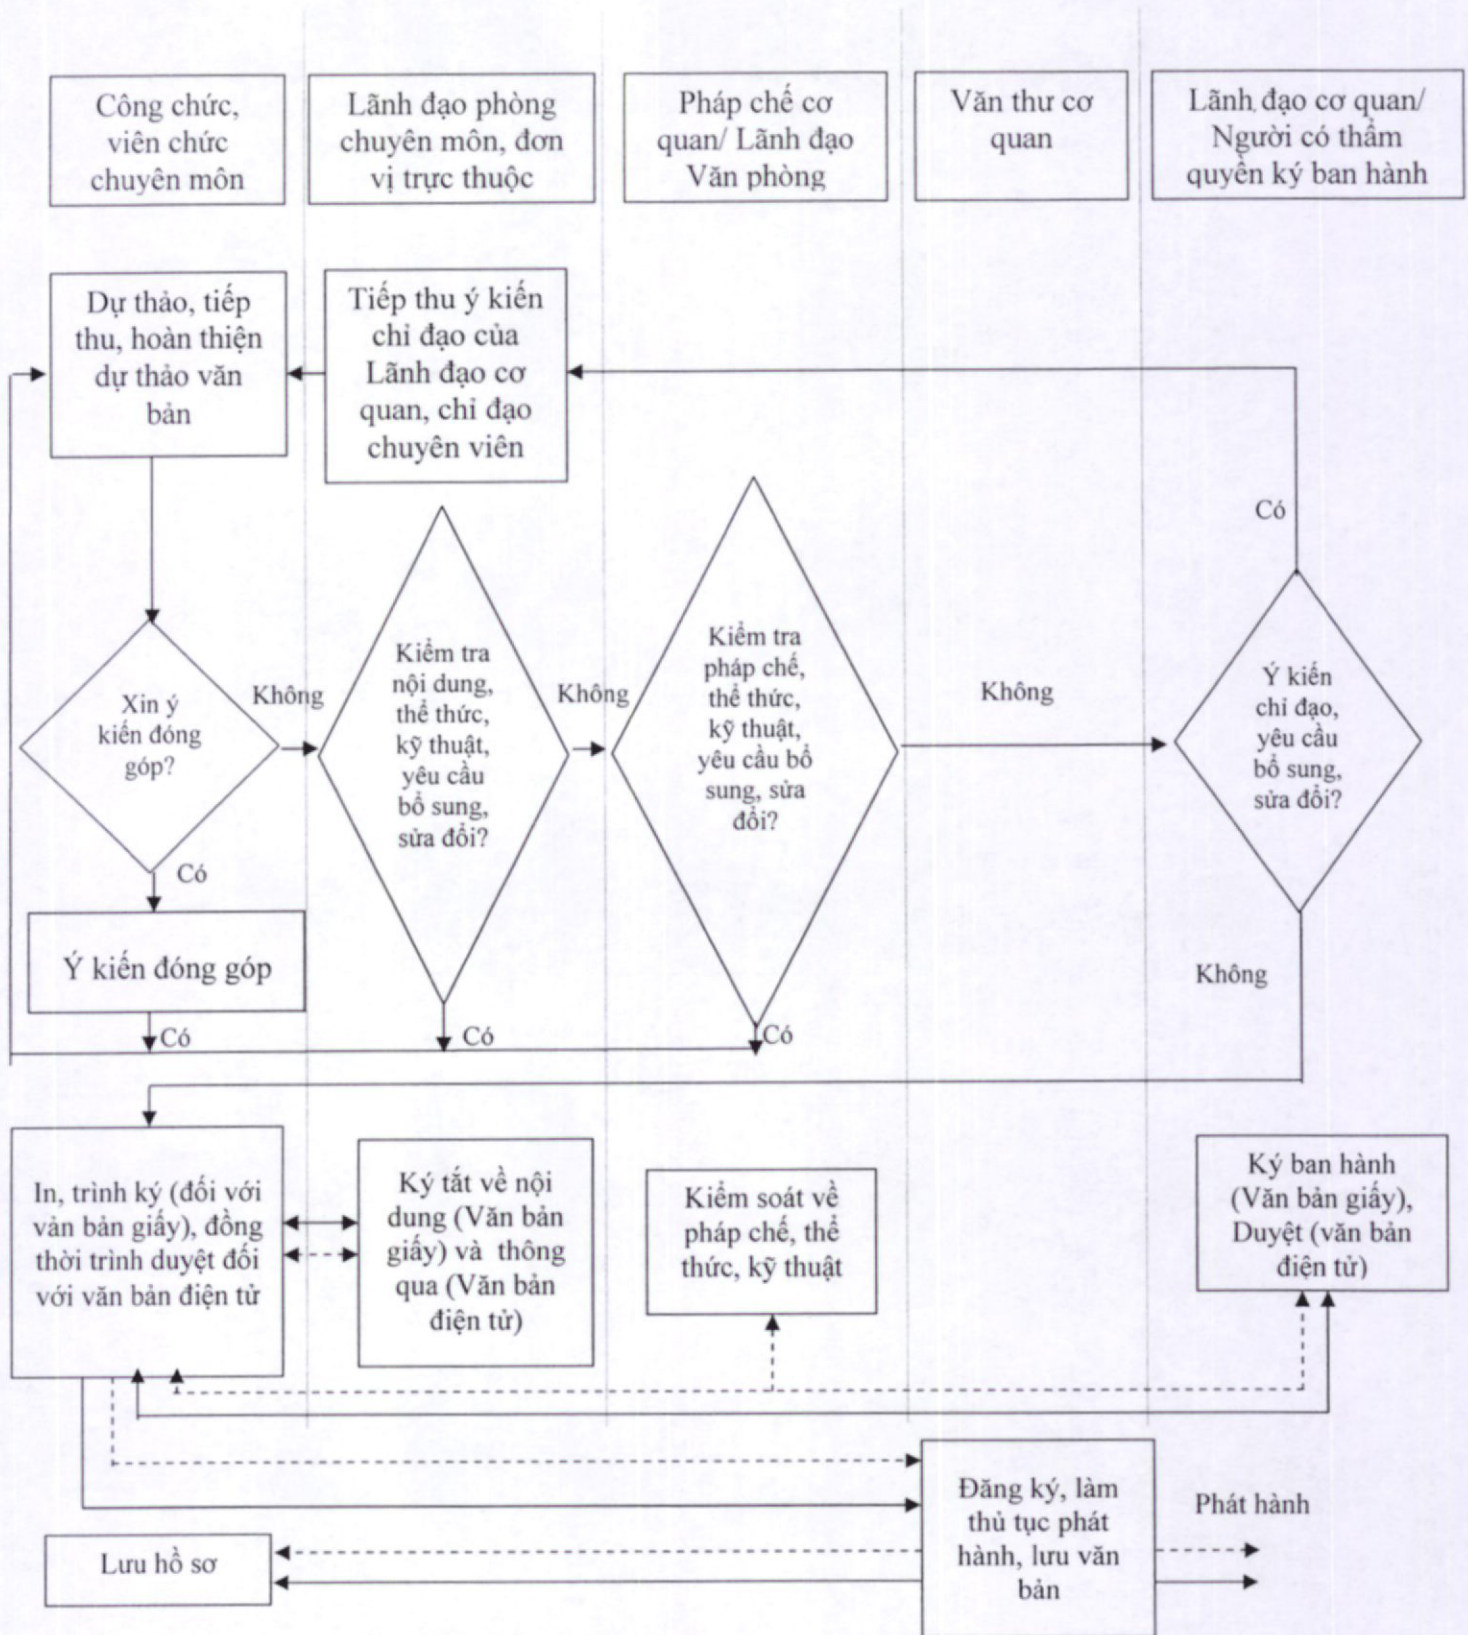 Công chức,
viên chức
chuyên môn
Lãnh đạo phòng
chuyên môn, đơn
vị trực thuộc
Pháp chế cơ
quan/ Lãnh đạo
Văn phòng
Văn thư cơ
quan
Lãnh đạo cơ quan/
Người có thẩm
quyền ký ban hành
Dự thảo, tiếp
thu, hoàn thiện
dự thảo văn
bản
Tiếp thu ý kiến
chỉ đạo của
Lãnh đạo cơ
quan, chỉ đạo
chuyên viên
Có
Xin ý
kiến đóng
góp?
Không
Kiểm tra
nội dung,
thể thức,
kỹ thuật,
yêu cầu
bổ sung,
sửa đổi?
Không
Kiểm tra
pháp chế,
thể thức,
kỹ thuật,
yêu cầu bổ
sung, sửa
đổi?
Không
Ý kiến
chỉ đạo,
yêu cầu
bổ sung,
sửa đổi?
Có
Ý kiến đóng góp
Không
Có
Có
Có
In, trình ký (đối với
văn bản giấy), đồng
thời trình duyệt đối
với văn bản điện tử
Ký tắt về nội
dung (Văn bản
giấy) và thông
qua (Văn bản
điện tử)
Kiểm soát về
pháp chế, thể
thức, kỹ thuật
Ký ban hành
(Văn bản giấy),
Duyệt (văn bản
điện tử)
Đăng ký, làm
thủ tục phát
hành, lưu văn
bản
Phát hành
Lưu hồ sơ